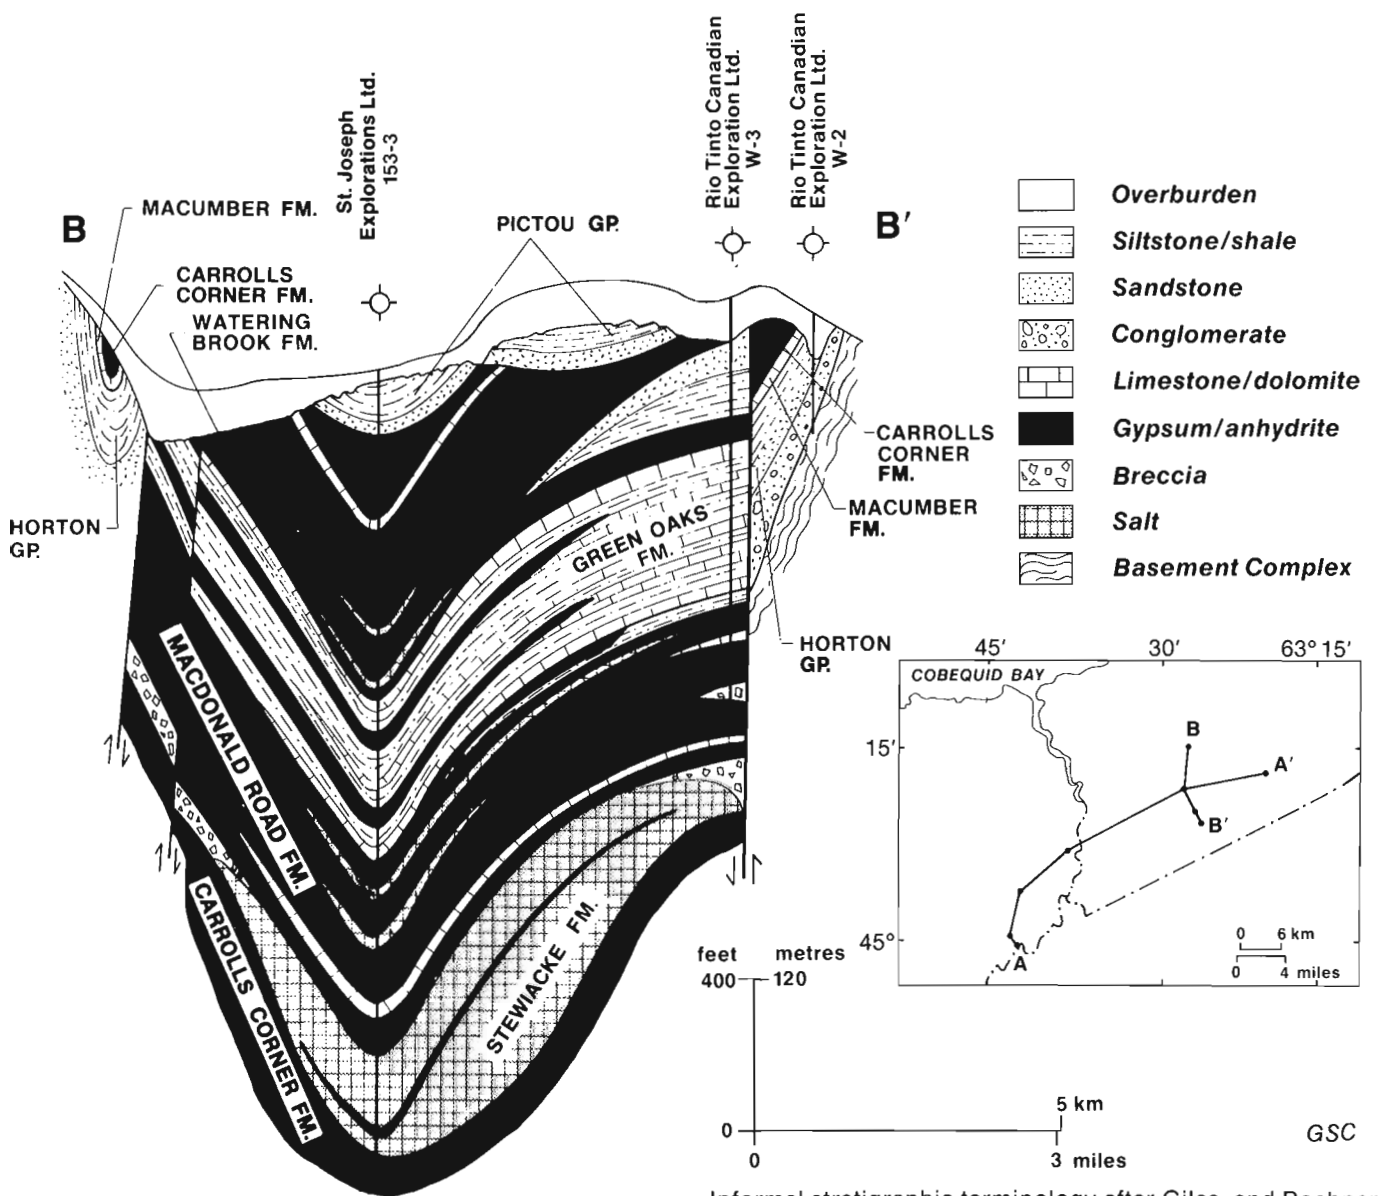 St. Joseph
Explorations Ltd.
153-3
Rio Tinto Canadian
Exploration Ltd.
W-3
Rio Tinto Canadian
Exploration Ltd.
W-2
B
B′
MACUMBER FM.
CARROLLS
CORNER FM.
WATERING
BROOK FM.
PICTOU GP.
HORTON
GP.
GREEN OAKS
FM.
CARROLLS
CORNER
FM.
MACUMBER
FM.
HORTON
GP.
MACDONALD ROAD FM.
CARROLLS CORNER FM.
STEWIACKE FM.
Overburden
Siltstone/shale
Sandstone
Conglomerate
Limestone/dolomite
Gypsum/anhydrite
Breccia
Salt
Basement Complex
45′ 30′ 63° 15′
COBEQUID BAY
15′
45°
B
A′
B′
A
0 6 km
0 4 miles
feet metres
400 120
0
5 km
0 3 miles
GSC